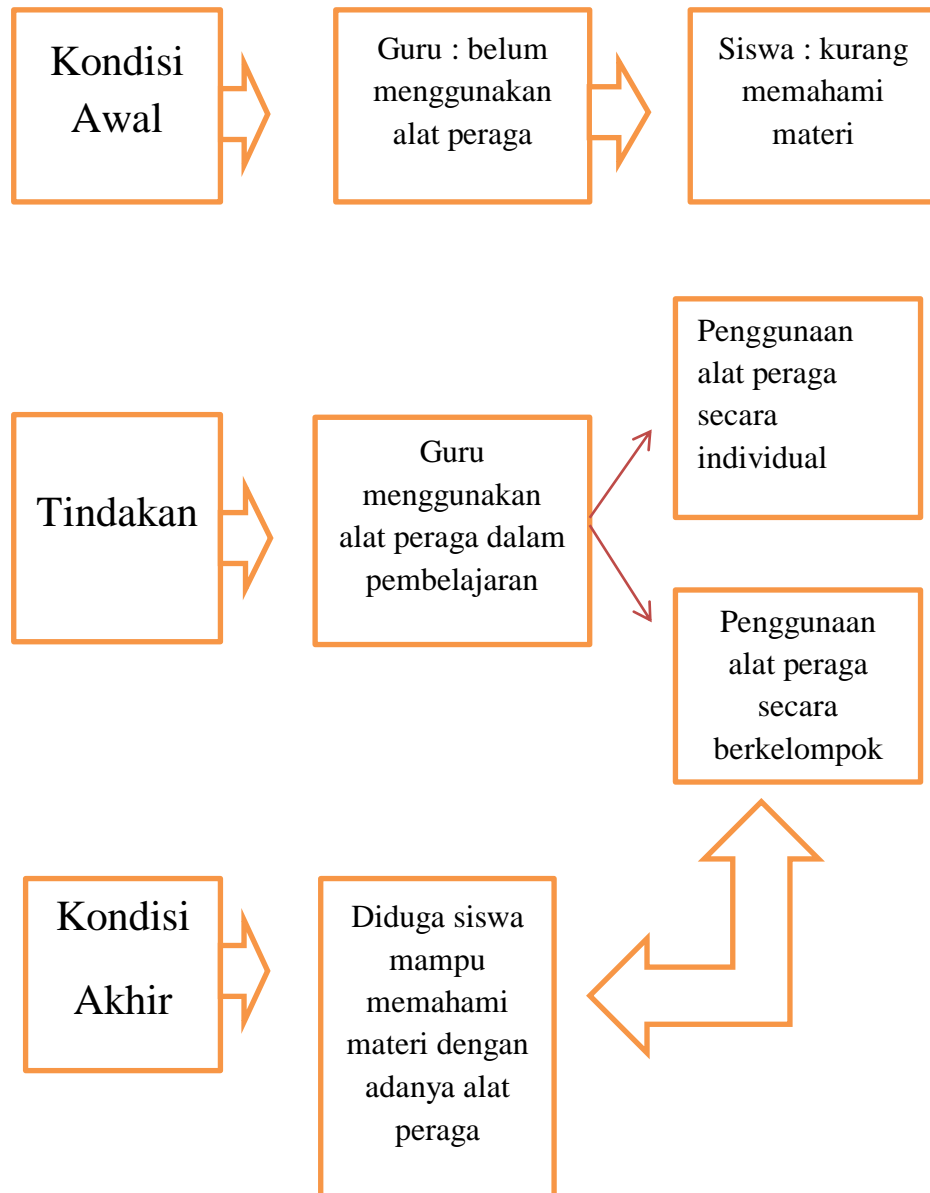 Kondisi
Awal
Guru : belum
menggunakan
alat peraga
Siswa : kurang
memahami
materi
Tindakan
Guru
menggunakan
alat peraga dalam
pembelajaran
Penggunaan
alat peraga
secara
individual
Penggunaan
alat peraga
secara
berkelompok
Kondisi
Akhir
Diduga siswa
mampu
memahami
materi dengan
adanya alat
peraga